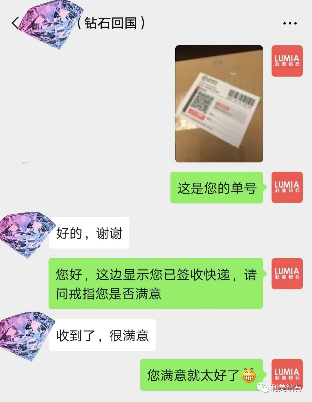 （钻石回国）
LUMIA
这是您的单号
LUMIA
好的，谢谢
您好，这边显示您已签收快递，请
问戒指您是否满意
LUMIA
收到了，很满意
您满意就太好了😁
LUMIA